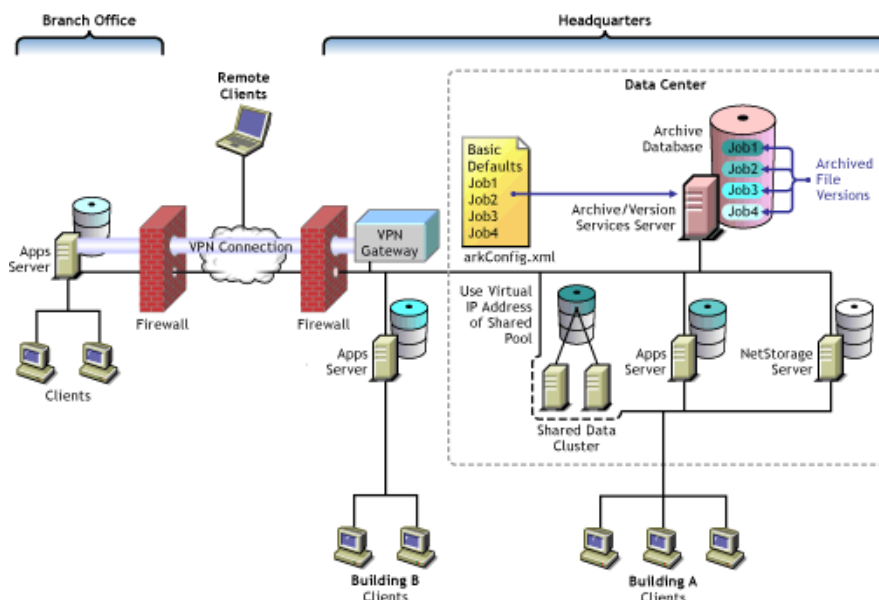 Branch Office
Headquarters
Remote
Clients
Data Center
Basic
Defaults
Job1
Job2
Job3
Job4
arkConfig.xml
Archive
Database
Job1
Job2
Job3
Job4
Archived
File
Versions
Archive/Version
Services Server
Apps
Server
VPN Connection
VPN
Gateway
Firewall
Firewall
Clients
Apps
Server
Use Virtual
IP Address
of Shared
Pool
Shared Data
Cluster
Apps
Server
NetStorage
Server
Building B
Clients
Building A
Clients